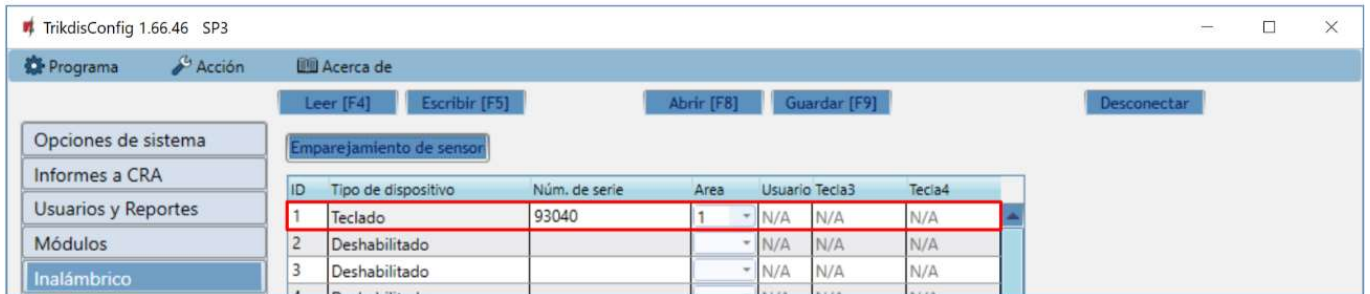 TrikdisConfig 1.66.46 SP3
Programa Acción Acerca de
Leer [F4] Escribir [F5] Abrir [F8] Guardar [F9] Desconectar
Opciones de sistema
Informes a CRA
Usuarios y Reportes
Módulos
Inalámbrico
Emparejamiento de sensor
ID Tipo de dispositivo Núm. de serie Area Usuario Tecla3 Tecla4
1 Teclado 93040 1 N/A N/A N/A
2 Deshabilitado N/A N/A N/A
3 Deshabilitado N/A N/A N/A